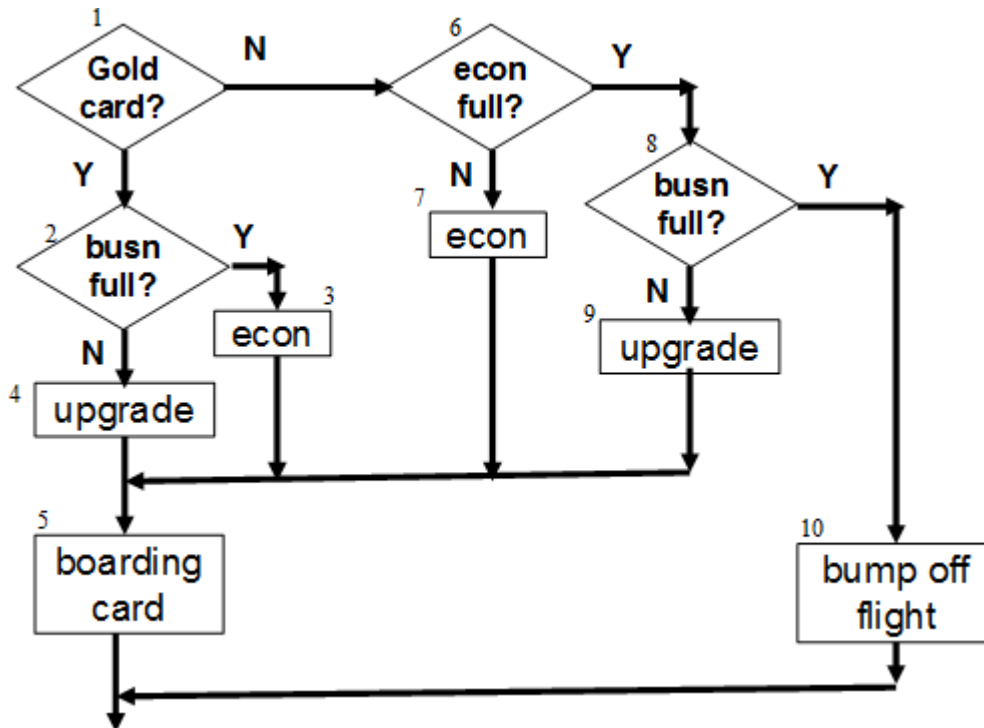 1
Gold
card?
N
6
econ
full?
Y
Y
2
busn
full?
Y
3
econ
N
4
upgrade
N
7
econ
8
busn
full?
Y
N
9
upgrade
5
boarding
card
10
bump off
flight